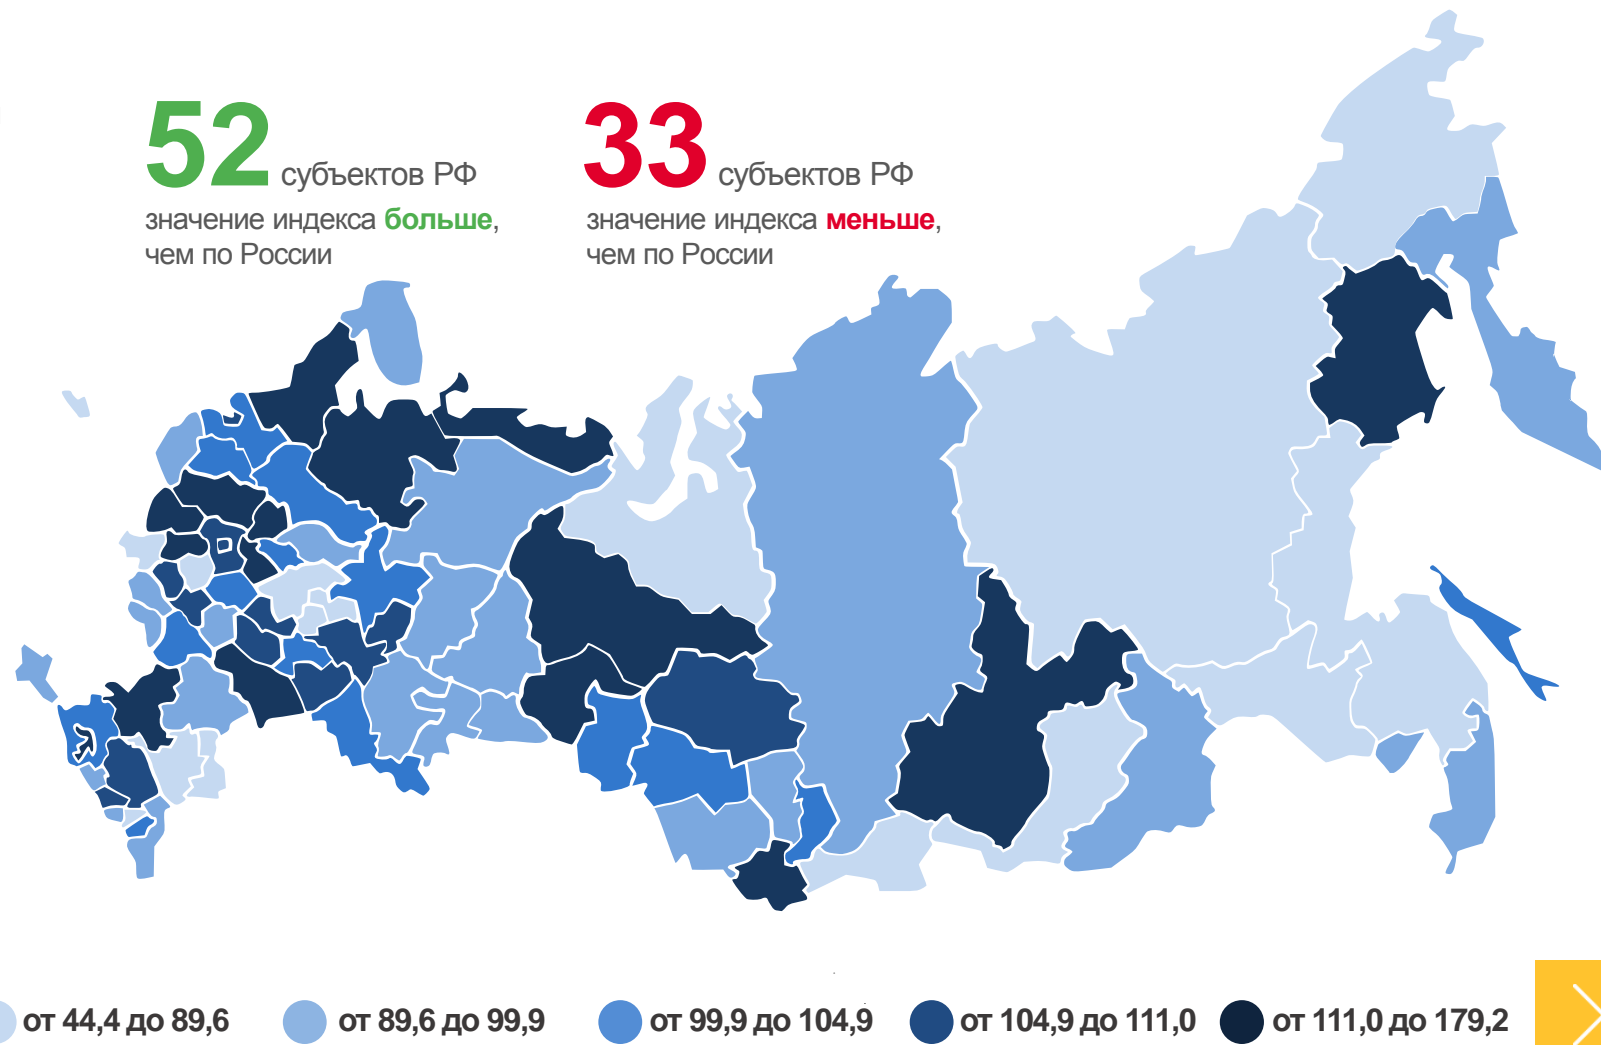 52 субъектов РФ
значение индекса больше,
чем по России
33 субъектов РФ
значение индекса меньше,
чем по России
от 44,4 до 89,6
от 89,6 до 99,9
от 99,9 до 104,9
от 104,9 до 111,0
от 111,0 до 179,2